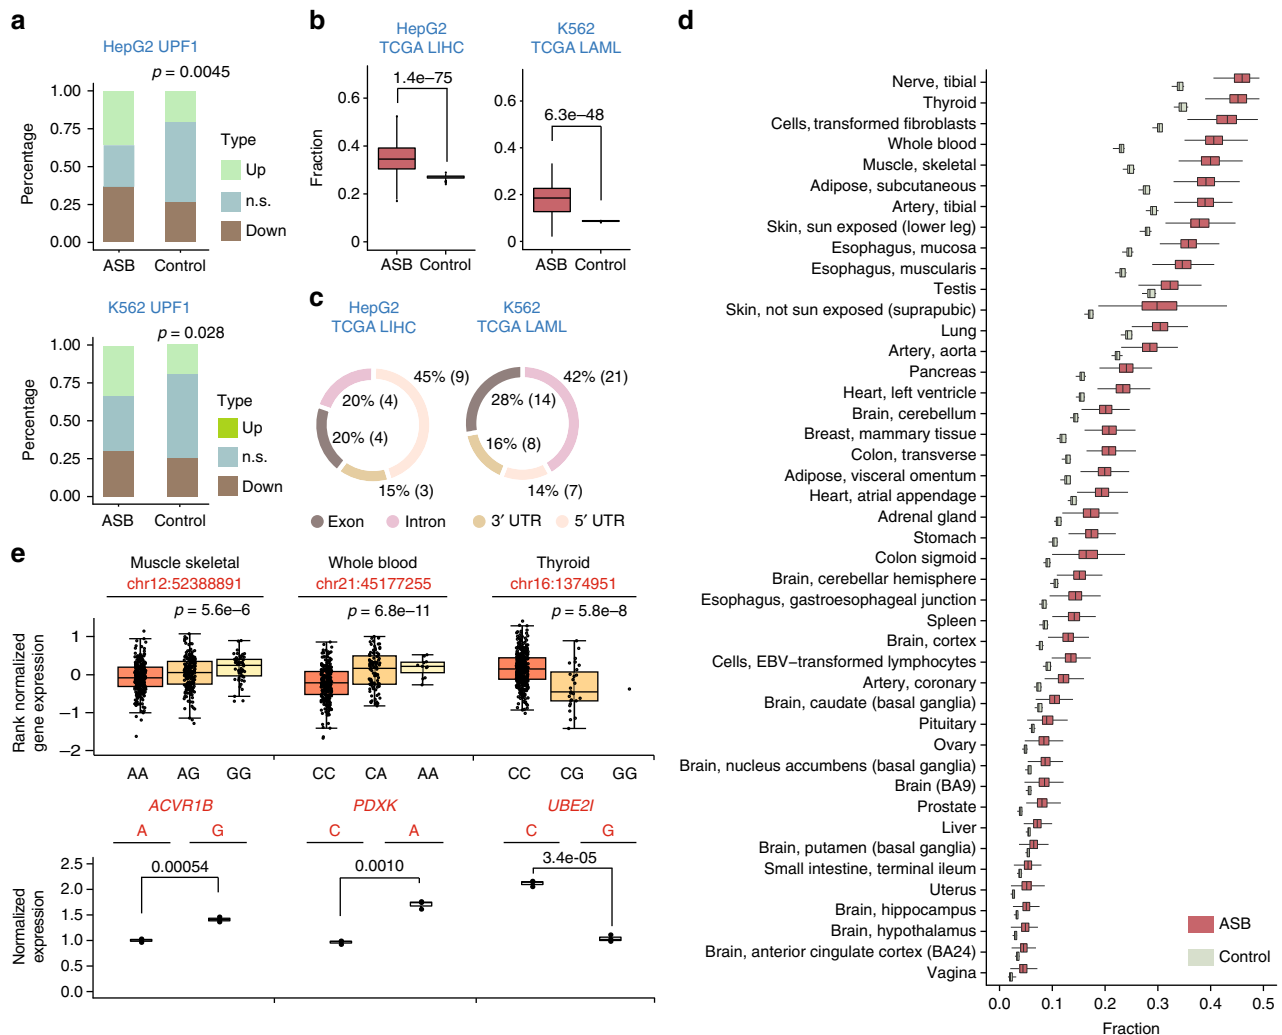 a
HepG2 UPF1
p = 0.0045
1.00
0.75
0.50
0.25
0.00
Percentage
ASB
Control
Type
Up
n.s.
Down
K562 UPF1
p = 0.028
1.00
0.75
0.50
0.25
0.00
Percentage
ASB
Control
Type
Up
n.s.
Down
b
HepG2
TCGA LIHC
1.4e–75
0.6
0.4
0.2
0
Fraction
ASB Control
K562
TCGA LAML
6.3e–48
0.6
0.4
0.2
0
ASB Control
c
HepG2
TCGA LIHC
45% (9)
20% (4)
20% (4)
15% (3)
K562
TCGA LAML
42% (21)
28% (14)
16% (8)
14% (7)
Exon
Intron
3′ UTR
5′ UTR
d
Nerve, tibial
Thyroid
Cells, transformed fibroblasts
Whole blood
Muscle, skeletal
Adipose, subcutaneous
Artery, tibial
Skin, sun exposed (lower leg)
Esophagus, mucosa
Esophagus, muscularis
Testis
Skin, not sun exposed (suprapubic)
Lung
Artery, aorta
Pancreas
Heart, left ventricle
Brain, cerebellum
Breast, mammary tissue
Colon, transverse
Adipose, visceral omentum
Heart, atrial appendage
Adrenal gland
Stomach
Colon sigmoid
Brain, cerebellar hemisphere
Esophagus, gastroesophageal junction
Spleen
Brain, cortex
Cells, EBV−transformed lymphocytes
Artery, coronary
Brain, caudate (basal ganglia)
Pituitary
Ovary
Brain, nucleus accumbens (basal ganglia)
Brain (BA9)
Prostate
Liver
Brain, putamen (basal ganglia)
Small intestine, terminal ileum
Uterus
Brain, hippocampus
Brain, hypothalamus
Brain, anterior cingulate cortex (BA24)
Vagina
0.0 0.1 0.2 0.3 0.4 0.5
Fraction
ASB
Control
e
Muscle skeletal
chr12:52388891
p = 5.6e–6
Whole blood
chr21:45177255
p = 6.8e–11
Thyroid
chr16:1374951
p = 5.8e–8
1
0
–1
–2
Rank normalized
gene expression
AA AG GG
CC CA AA
CC CG GG
ACVR1B
A G
PDXK
C A
UBE2I
C G
0.00054
0.0010
3.4e-05
2.5
2.0
1.5
1.0
0.5
0.0
Normalized
expression